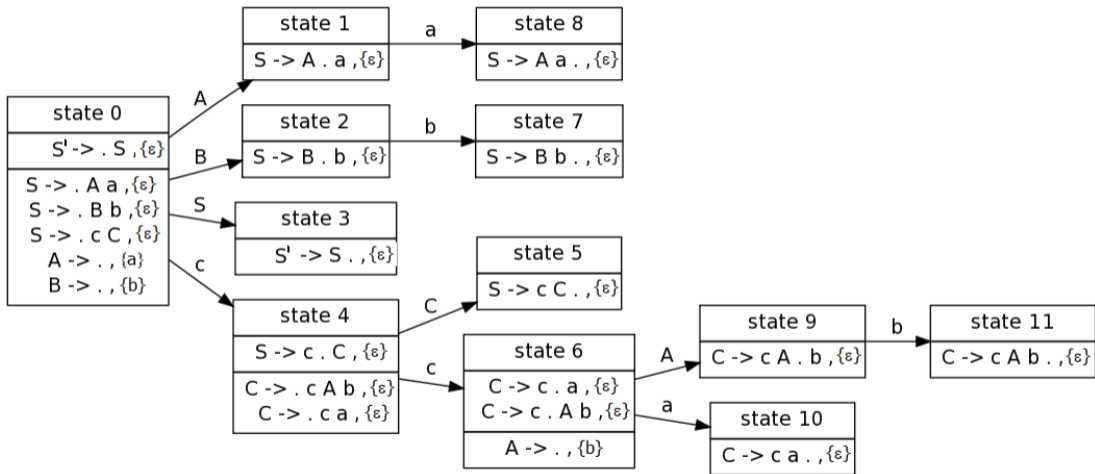 state 0
S' -> . S ,{ε}
S -> . A a ,{ε}
S -> . B b ,{ε}
S -> . c C ,{ε}
A -> . , {a}
B -> . , {b}
A
B
S
c
state 1
S -> A . a ,{ε}
a
state 8
S -> A a . ,{ε}
state 2
S -> B . b ,{ε}
b
state 7
S -> B b . ,{ε}
state 3
S' -> S . ,{ε}
state 4
S -> c . C ,{ε}
C -> . c A b ,{ε}
C -> . c a ,{ε}
C
c
state 5
S -> c C . ,{ε}
state 6
C -> c . a ,{ε}
C -> c . A b ,{ε}
A -> . , {b}
A
a
state 9
C -> c A . b ,{ε}
b
state 11
C -> c A b . ,{ε}
state 10
C -> c a . ,{ε}